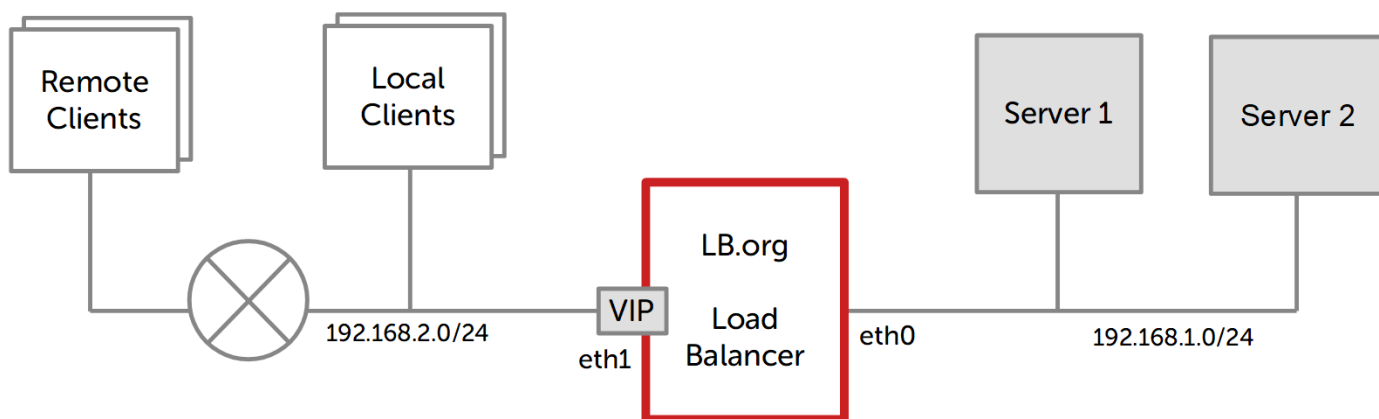 Remote
Clients
Local
Clients
Server 1
Server 2
LB.org
Load
Balancer
VIP
eth1
eth0
192.168.2.0/24
192.168.1.0/24